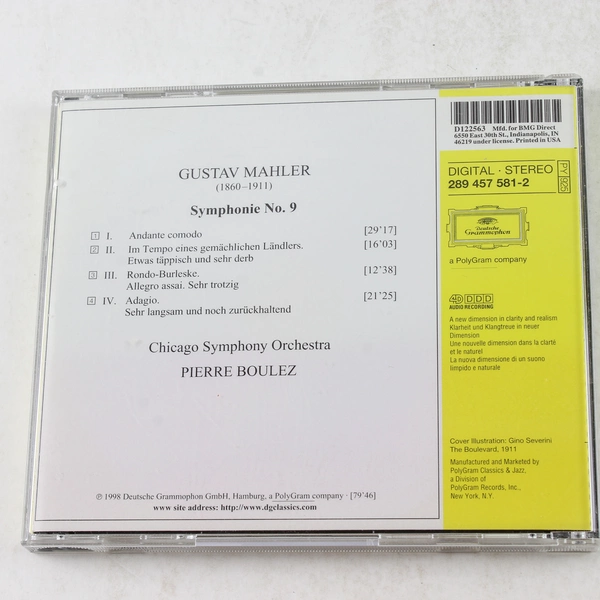 GUSTAV MAHLER
(1860–1911)
Symphonie No. 9
1 I. Andante comodo [29'17]
2 II. Im Tempo eines gemächlichen Ländlers. [16'03]
Etwas täppisch und sehr derb
3 III. Rondo-Burleske. [12'38]
Allegro assai. Sehr trotzig
4 IV. Adagio. [21'25]
Sehr langsam und noch zurückhaltend
Chicago Symphony Orchestra
PIERRE BOULEZ
℗ 1998 Deutsche Grammophon GmbH, Hamburg, a PolyGram company · [79'46]
www site address: http://www.dgclassics.com
D122563 Mfd. for BMG Direct
6550 East 30th St., Indianapolis, IN
46219 under license. Printed in USA
DIGITAL · STEREO
289 457 581-2
PY 925
Deutsche
Grammophon
a PolyGram company
4D DDD
AUDIO RECORDING
A new dimension in clarity and realism
Klarheit und Klangtreue in neuer
Dimension
Une nouvelle dimension dans la clarté
et le naturel
La nuova dimensione di un suono
limpido e naturale
Cover Illustration: Gino Severini
The Boulevard, 1911
Manufactured and Marketed by
PolyGram Classics & Jazz,
a Division of
PolyGram Records, Inc.,
New York, N.Y.